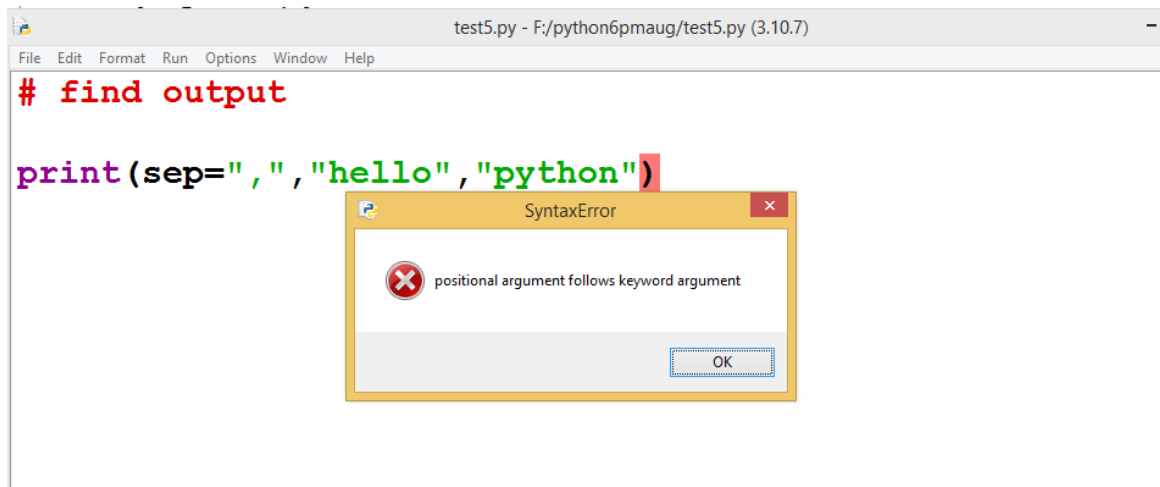 test5.py - F:/python6pmaug/test5.py (3.10.7)
File Edit Format Run Options Window Help
# find output
print(sep=",","hello","python")
SyntaxError
positional argument follows keyword argument
OK